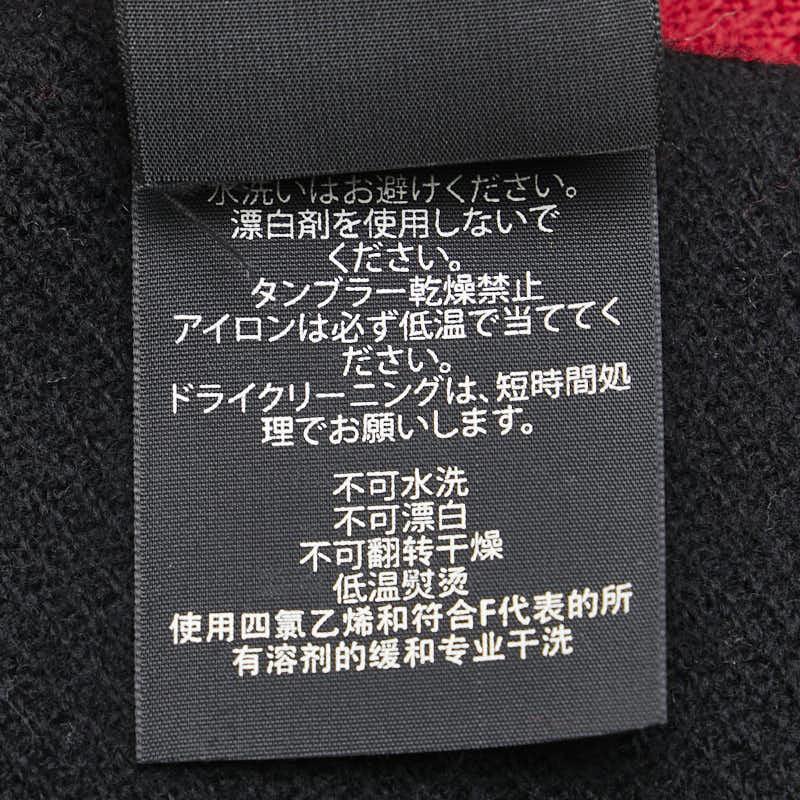 水洗いはお避けください。
漂白剤を使用しないで
ください。
タンブラー乾燥禁止
アイロンは必ず低温で当ててく
ださい。
ドライクリーニングは、短時間処
理でお願いします。
不可水洗
不可漂白
不可翻转干燥
低温熨烫
使用四氯乙烯和符合F代表的所
有溶剂的缓和专业干洗